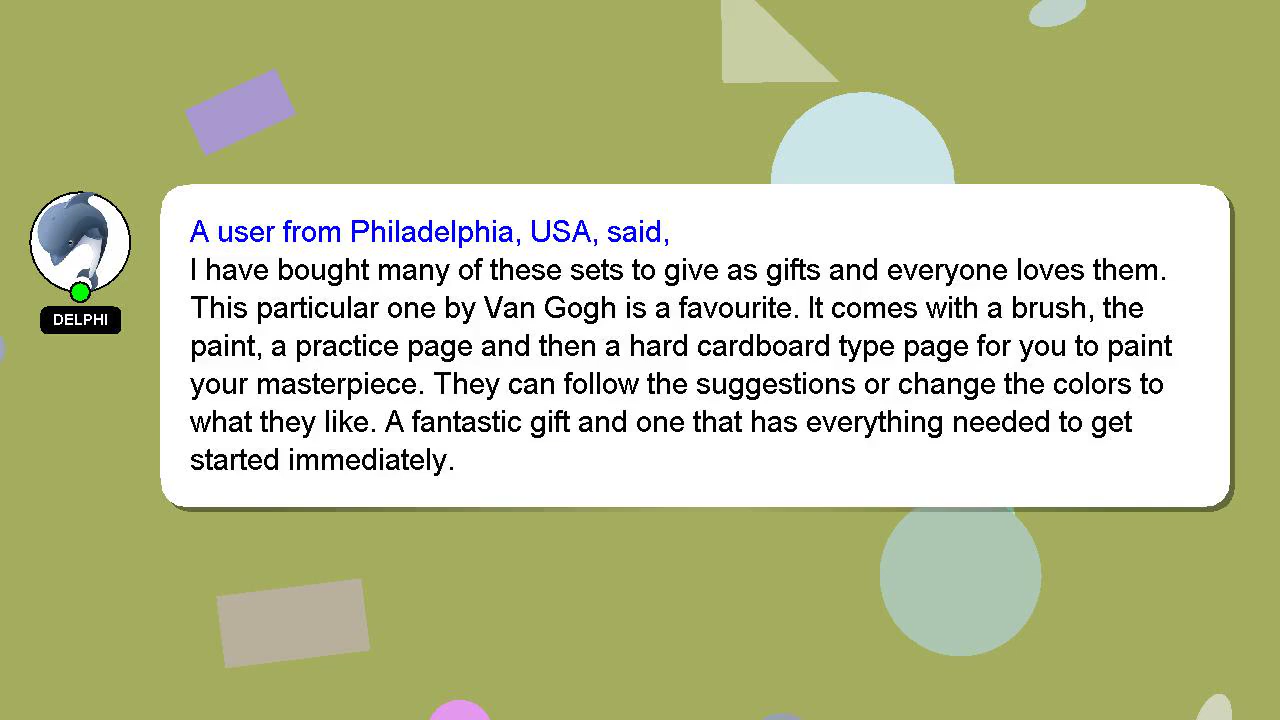 A user from Philadelphia, USA, said,
I have bought many of these sets to give as gifts and everyone loves them.
This particular one by Van Gogh is a favourite. It comes with a brush, the
paint, a practice page and then a hard cardboard type page for you to paint
your masterpiece. They can follow the suggestions or change the colors to
what they like. A fantastic gift and one that has everything needed to get
started immediately.
DELPHI